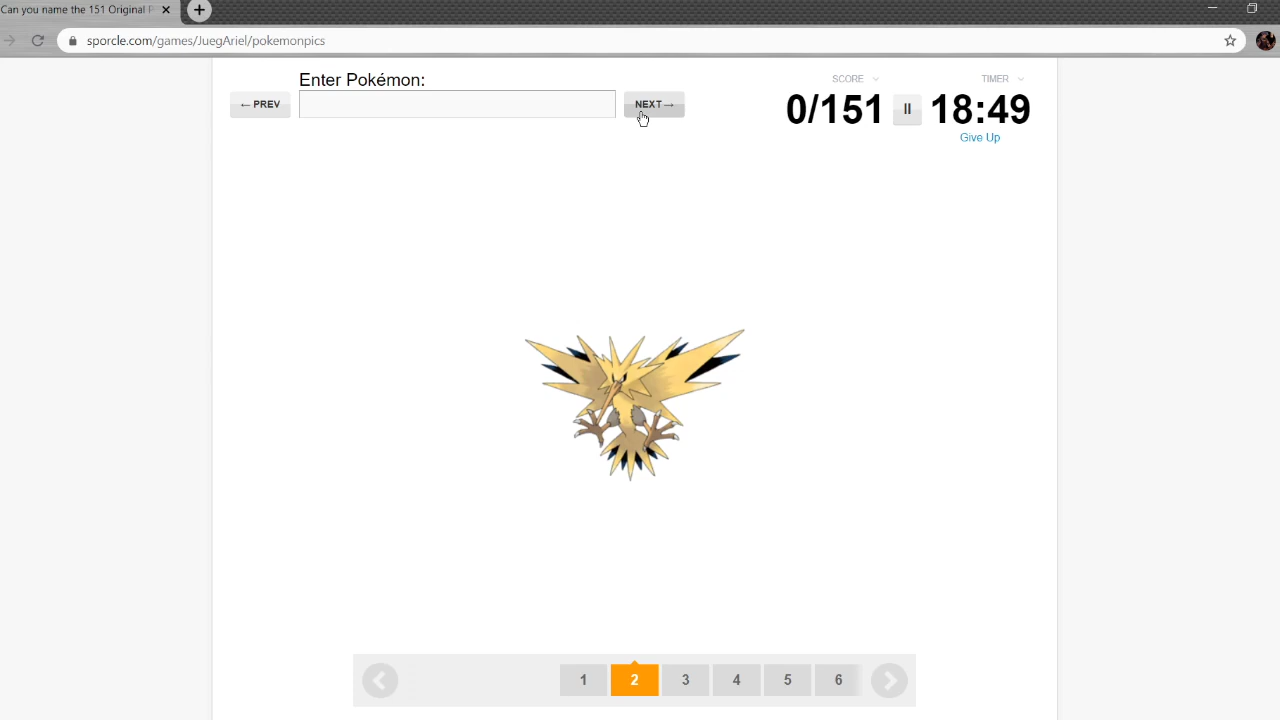 Can you name the 151 Original P
sporcle.com/games/JuegAriel/pokemonpics
Enter Pokémon:
← PREV
NEXT →
SCORE
TIMER
0/151
18:49
Give Up
1 2 3 4 5 6